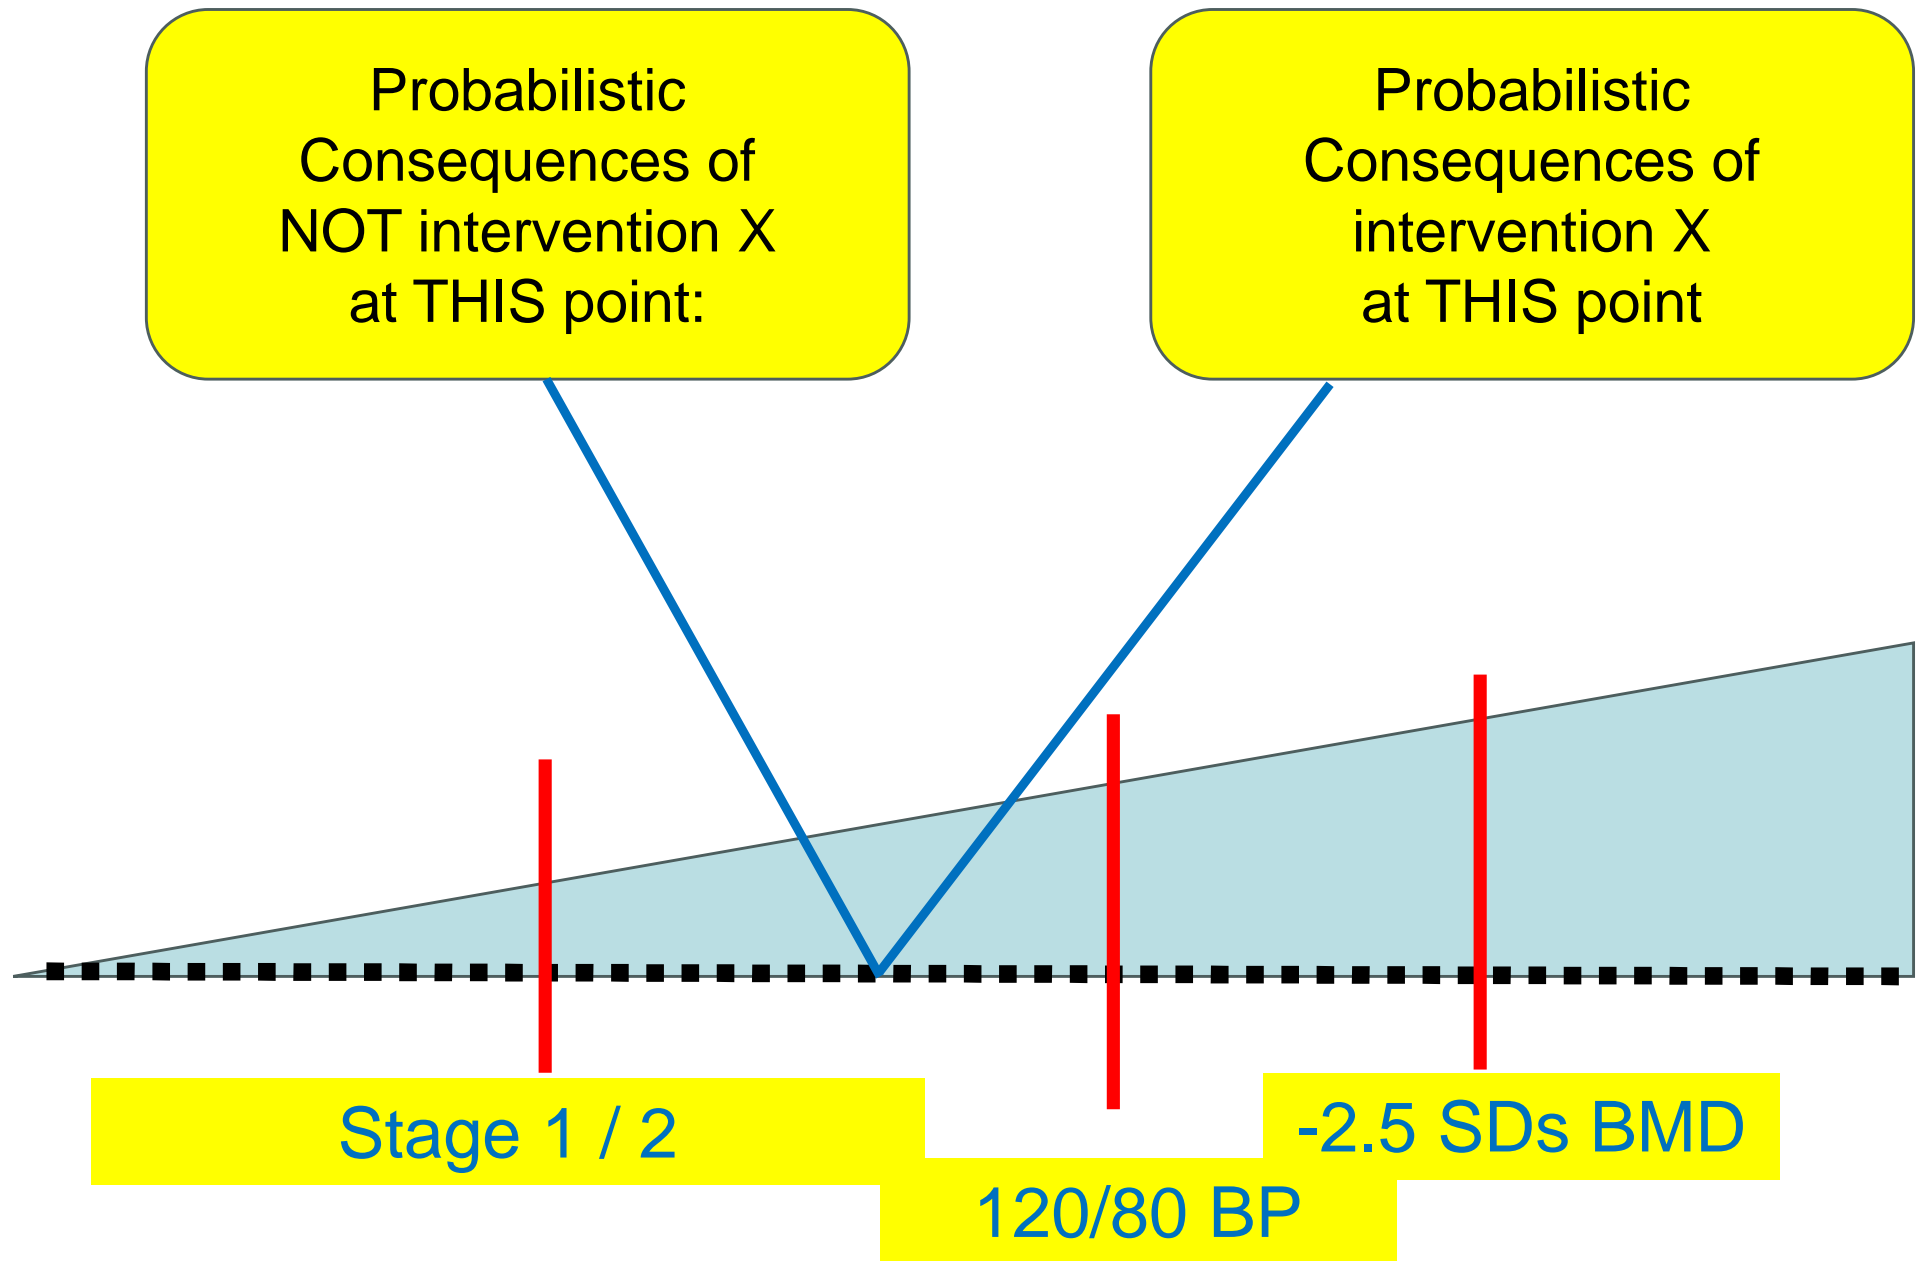 Probabilistic
Consequences of
NOT intervention X
at THIS point:
Probabilistic
Consequences of
intervention X
at THIS point
Stage 1 / 2
120/80 BP
-2.5 SDs BMD